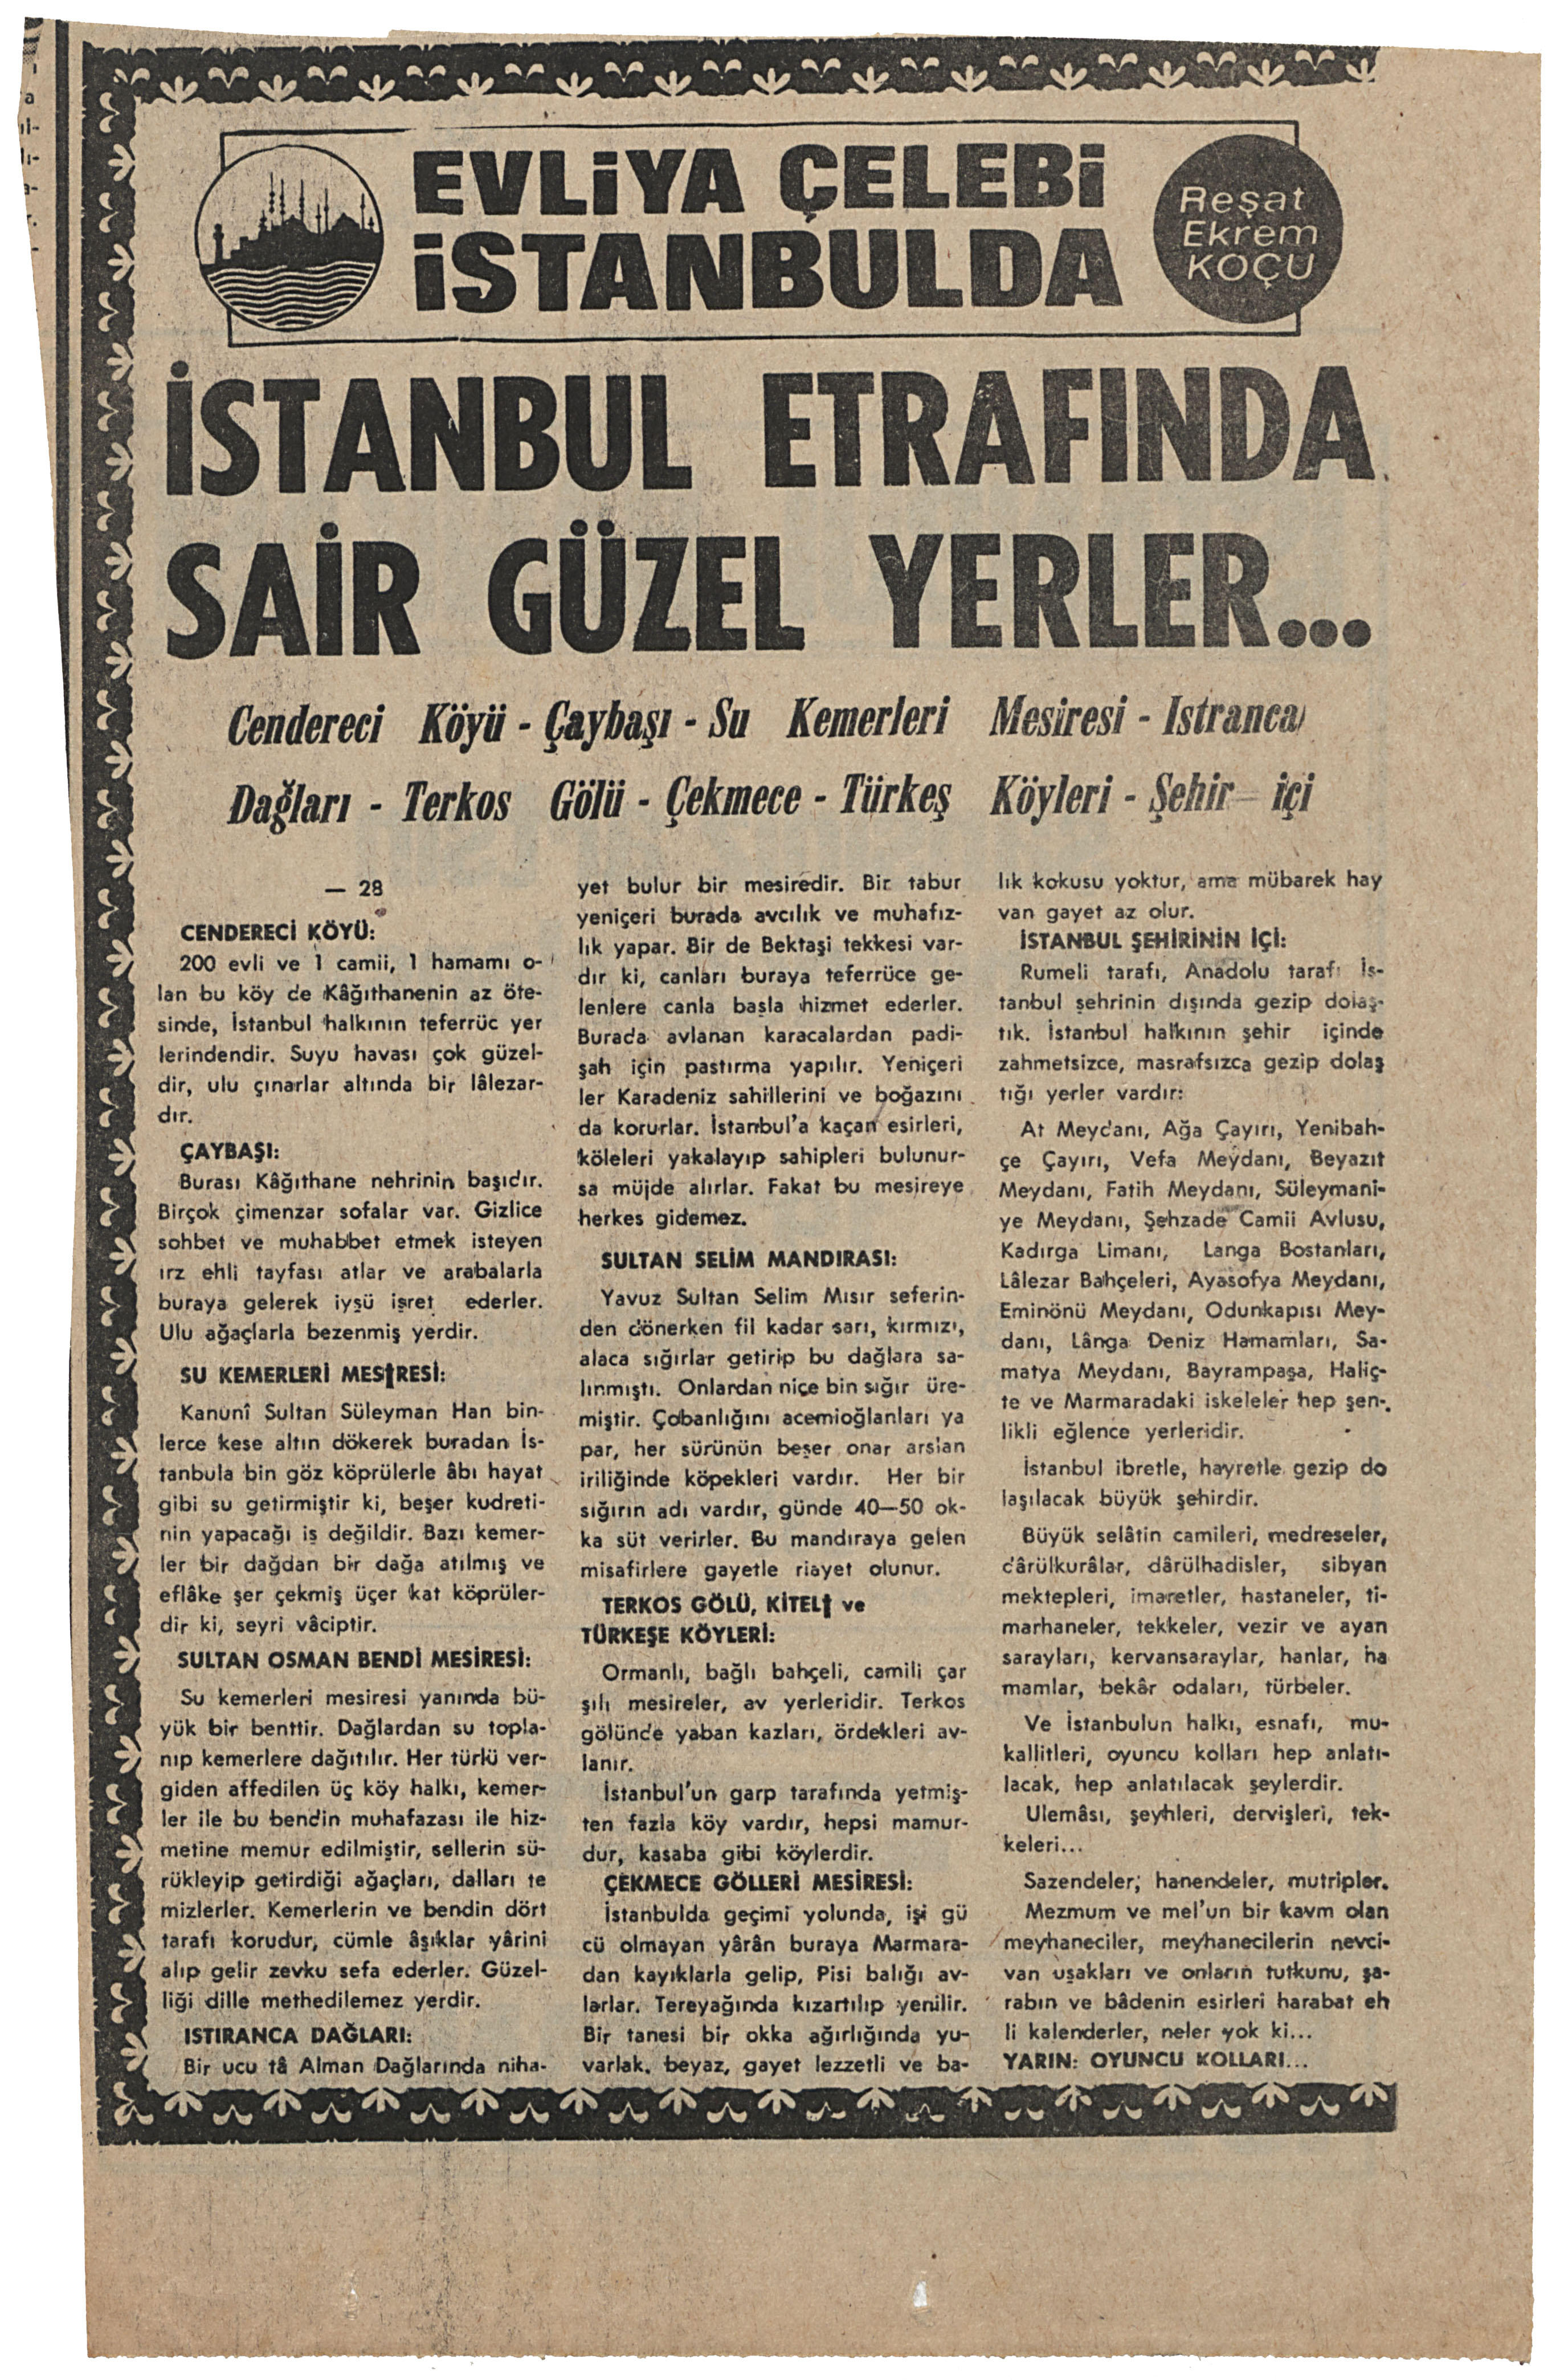 EVLİYA ÇELEBİ
İSTANBULDA
Reşat
Ekrem
KOÇU
İSTANBUL ETRAFINDA
SAİR GÜZEL YERLER...
Cendereci Köyü - Çaybaşı - Su Kemerleri Mesiresi - Istranca
Dağları - Terkos Gölü - Çekmece - Türkeş Köyleri - Şehir içi
— 28
CENDERECİ KÖYÜ:
200 evli ve 1 camii, 1 hamamı o-
lan bu köy de Kâğıthanenin az öte-
sinde, İstanbul halkının teferrüc yer
lerindendir. Suyu havası çok güzel-
dir, ulu çınarlar altında bir lâlezar-
dır.
ÇAYBAŞI:
Burası Kâğıthane nehrinin başıdır.
Birçok çimenzar sofalar var. Gizlice
sohbet ve muhabbet etmek isteyen
ırz ehli tayfası atlar ve arabalarla
buraya gelerek iysü işret ederler.
Ulu ağaçlarla bezenmiş yerdir.
SU KEMERLERİ MESİRESİ:
Kanunî Sultan Süleyman Han bin-
lerce kese altın dökerek buradan İs-
tanbula bin göz köprülerle âbı hayat
gibi su getirmiştir ki, beşer kudreti-
nin yapacağı iş değildir. Bazı kemer-
ler bir dağdan bir dağa atılmış ve
eflâke şer çekmiş üçer kat köprüler-
dir ki, seyri vâciptir.
SULTAN OSMAN BENDİ MESİRESİ:
Su kemerleri mesiresi yanında bü-
yük bir benttir. Dağlardan su topla-
nıp kemerlere dağıtılır. Her türlü ver-
giden affedilen üç köy halkı, kemer-
ler ile bu bendin muhafazası ile hiz-
metine memur edilmiştir, sellerin sü-
rükleyip getirdiği ağaçları, dalları te
mizlerler. Kemerlerin ve bendin dört
tarafı korudur, cümle âşıklar yârini
alıp gelir zevku sefa ederler. Güzel-
liği dille methedilemez yerdir.
ISTIRANCA DAĞLARI:
Bir ucu tâ Alman Dağlarında niha-
yet bulur bir mesiredir. Bir tabur
yeniçeri burada avcılık ve muhafız-
lık yapar. Bir de Bektaşi tekkesi var-
dır ki, canları buraya teferrüce ge-
lenlere canla başla hizmet ederler.
Burada avlanan karacalardan padi-
şah için pastırma yapılır. Yeniçeri
ler Karadeniz sahillerini ve boğazını
da korurlar. İstanbul'a kaçan esirleri,
köleleri yakalayıp sahipleri bulunur-
sa müjde alırlar. Fakat bu mesireye
herkes gidemez.
SULTAN SELİM MANDIRASI:
Yavuz Sultan Selim Mısır seferin-
den dönerken fil kadar sarı, kırmızı,
alaca sığırlar getirip bu dağlara sa-
lınmıştı. Onlardan niçe bin sığır üre-
miştir. Çobanlığını acemioğlanları ya
par, her sürünün beşer onar arslan
iriliğinde köpekleri vardır. Her bir
sığırın adı vardır, günde 40—50 ok-
ka süt verirler. Bu mandıraya gelen
misafirlere gayetle riayet olunur.
TERKOS GÖLÜ, KİTELİ ve
TÜRKEŞE KÖYLERİ:
Ormanlı, bağlı bahçeli, camili çar
şılı mesireler, av yerleridir. Terkos
gölünde yaban kazları, ördekleri av-
lanır.
İstanbul'un garp tarafında yetmiş-
ten fazla köy vardır, hepsi mamur-
dur, kasaba gibi köylerdir.
ÇEKMECE GÖLLERİ MESİRESİ:
İstanbulda geçimi yolunda, işi gü
cü olmayan yârân buraya Marmara-
dan kayıklarla gelip, Pisi balığı av-
larlar. Tereyağında kızartılıp yenilir.
Bir tanesi bir okka ağırlığında yu-
varlak, beyaz, gayet lezzetli ve ba-
lık kokusu yoktur, ama mübarek hay
van gayet az olur.
İSTANBUL ŞEHİRİNİN İÇİ:
Rumeli tarafı, Anadolu tarafı İs-
tanbul şehrinin dışında gezip dolaş-
tık. İstanbul halkının şehir içinde
zahmetsizce, masrafsızca gezip dolaş
tığı yerler vardır:
At Meydanı, Ağa Çayırı, Yenibah-
çe Çayırı, Vefa Meydanı, Beyazıt
Meydanı, Fatih Meydanı, Süleymani-
ye Meydanı, Şehzade Camii Avlusu,
Kadırga Limanı, Langa Bostanları,
Lâlezar Bahçeleri, Ayasofya Meydanı,
Eminönü Meydanı, Odunkapısı Mey-
danı, Lânga Deniz Hamamları, Sa-
matya Meydanı, Bayrampaşa, Haliç-
te ve Marmaradaki iskeleler hep şen-
likli eğlence yerleridir.
İstanbul ibretle, hayretle gezip do
laşılacak büyük şehirdir.
Büyük selâtin camileri, medreseler,
dârülkurâlar, dârülhadisler, sibyan
mektepleri, imaretler, hastaneler, ti-
marhaneler, tekkeler, vezir ve ayan
sarayları, kervansaraylar, hanlar, ha
mamlar, bekâr odaları, türbeler.
Ve İstanbulun halkı, esnafı, mu-
kallitleri, oyuncu kolları hep anlatı-
lacak, hep anlatılacak şeylerdir.
Uleması, şeyhleri, dervişleri, tek-
keleri...
Sazendeler; hanendeler, mutripler.
Mezmum ve mel'un bir kavm olan
meyhaneciler, meyhanecilerin nevci-
van uşakları ve onların tutkunu, şa-
rabın ve bâdenin esirleri harabat eh
li kalenderler, neler yok ki...
YARIN: OYUNCU KOLLARI...